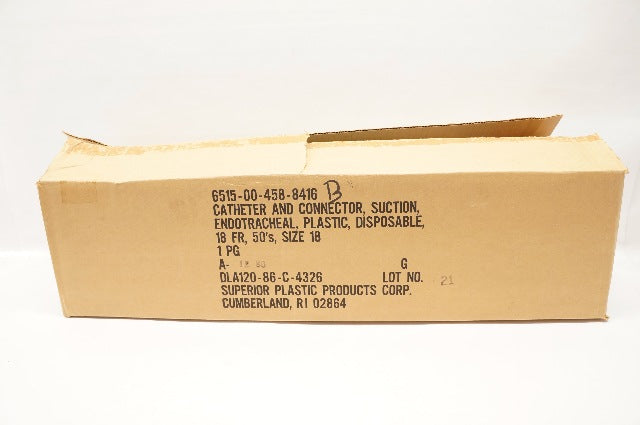 6515-00-458-8416 B
CATHETER AND CONNECTOR, SUCTION,
ENDOTRACHEAL, PLASTIC, DISPOSABLE,
18 FR, 50's, SIZE 18
1 PG
A- G
DLA120-86-C-4326 LOT NO. 21
SUPERIOR PLASTIC PRODUCTS CORP.
CUMBERLAND, RI 02864